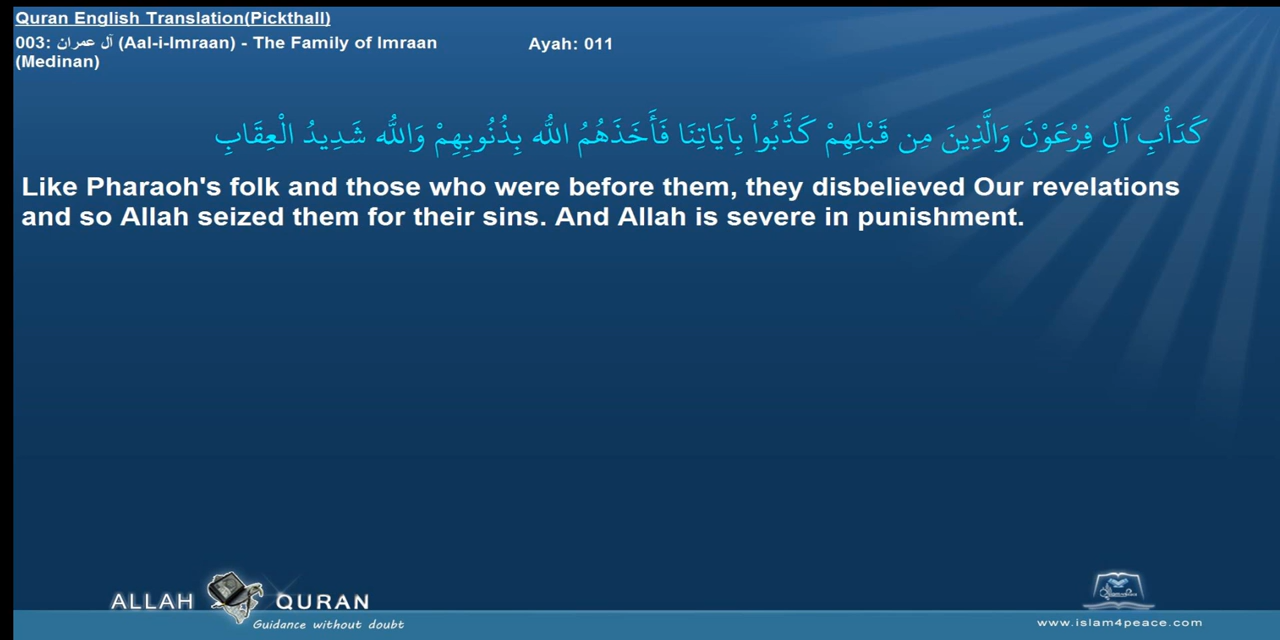 Quran English Translation(Pickthall)
003: آل عمران (Aal-i-Imraan) - The Family of Imraan (Medinan)
Ayah: 011
كَدَأْبِ آلِ فِرْعَوْنَ وَالَّذِينَ مِن قَبْلِهِمْ كَذَّبُواْ بِآيَاتِنَا فَأَخَذَهُمُ اللّهُ بِذُنُوبِهِمْ وَاللّهُ شَدِيدُ الْعِقَابِ
Like Pharaoh's folk and those who were before them, they disbelieved Our revelations
and so Allah seized them for their sins. And Allah is severe in punishment.
ALLAH QURAN
Guidance without doubt
www.islam4peace.com